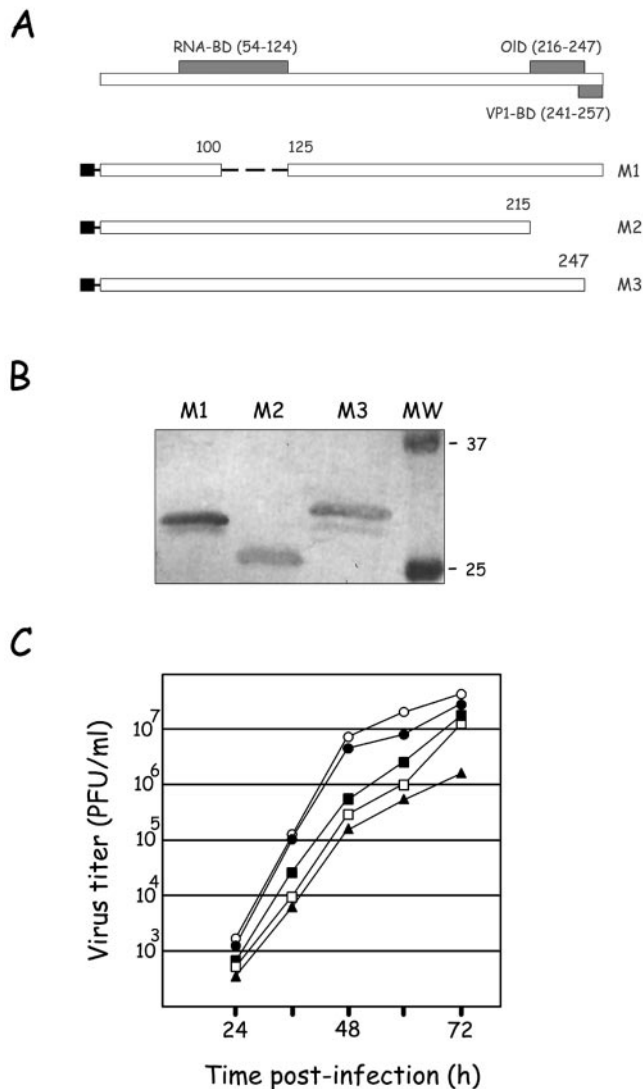 A
RNA-BD (54-124)
OlD (216-247)
VP1-BD (241-257)
100
125
M1
215
M2
247
M3
B
M1 M2 M3 MW
- 37
- 25
C
Virus titer (PFU/ml)
10^7
10^6
10^5
10^4
10^3
24 48 72
Time post-infection (h)